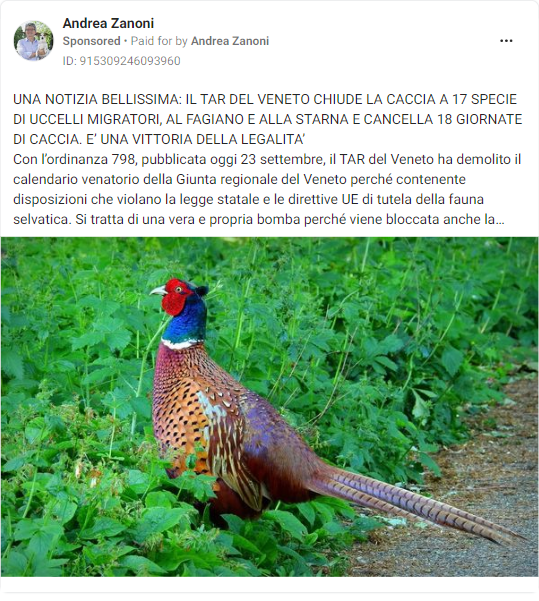 Andrea Zanoni
Sponsored • Paid for by Andrea Zanoni
ID: 915309246093960
UNA NOTIZIA BELLISSIMA: IL TAR DEL VENETO CHIUDE LA CACCIA A 17 SPECIE
DI UCCELLI MIGRATORI, AL FAGIANO E ALLA STARNA E CANCELLA 18 GIORNATE
DI CACCIA. E' UNA VITTORIA DELLA LEGALITA'
Con l'ordinanza 798, pubblicata oggi 23 settembre, il TAR del Veneto ha demolito il
calendario venatorio della Giunta regionale del Veneto perché contenente
disposizioni che violano la legge statale e le direttive UE di tutela della fauna
selvatica. Si tratta di una vera e propria bomba perché viene bloccata anche la...